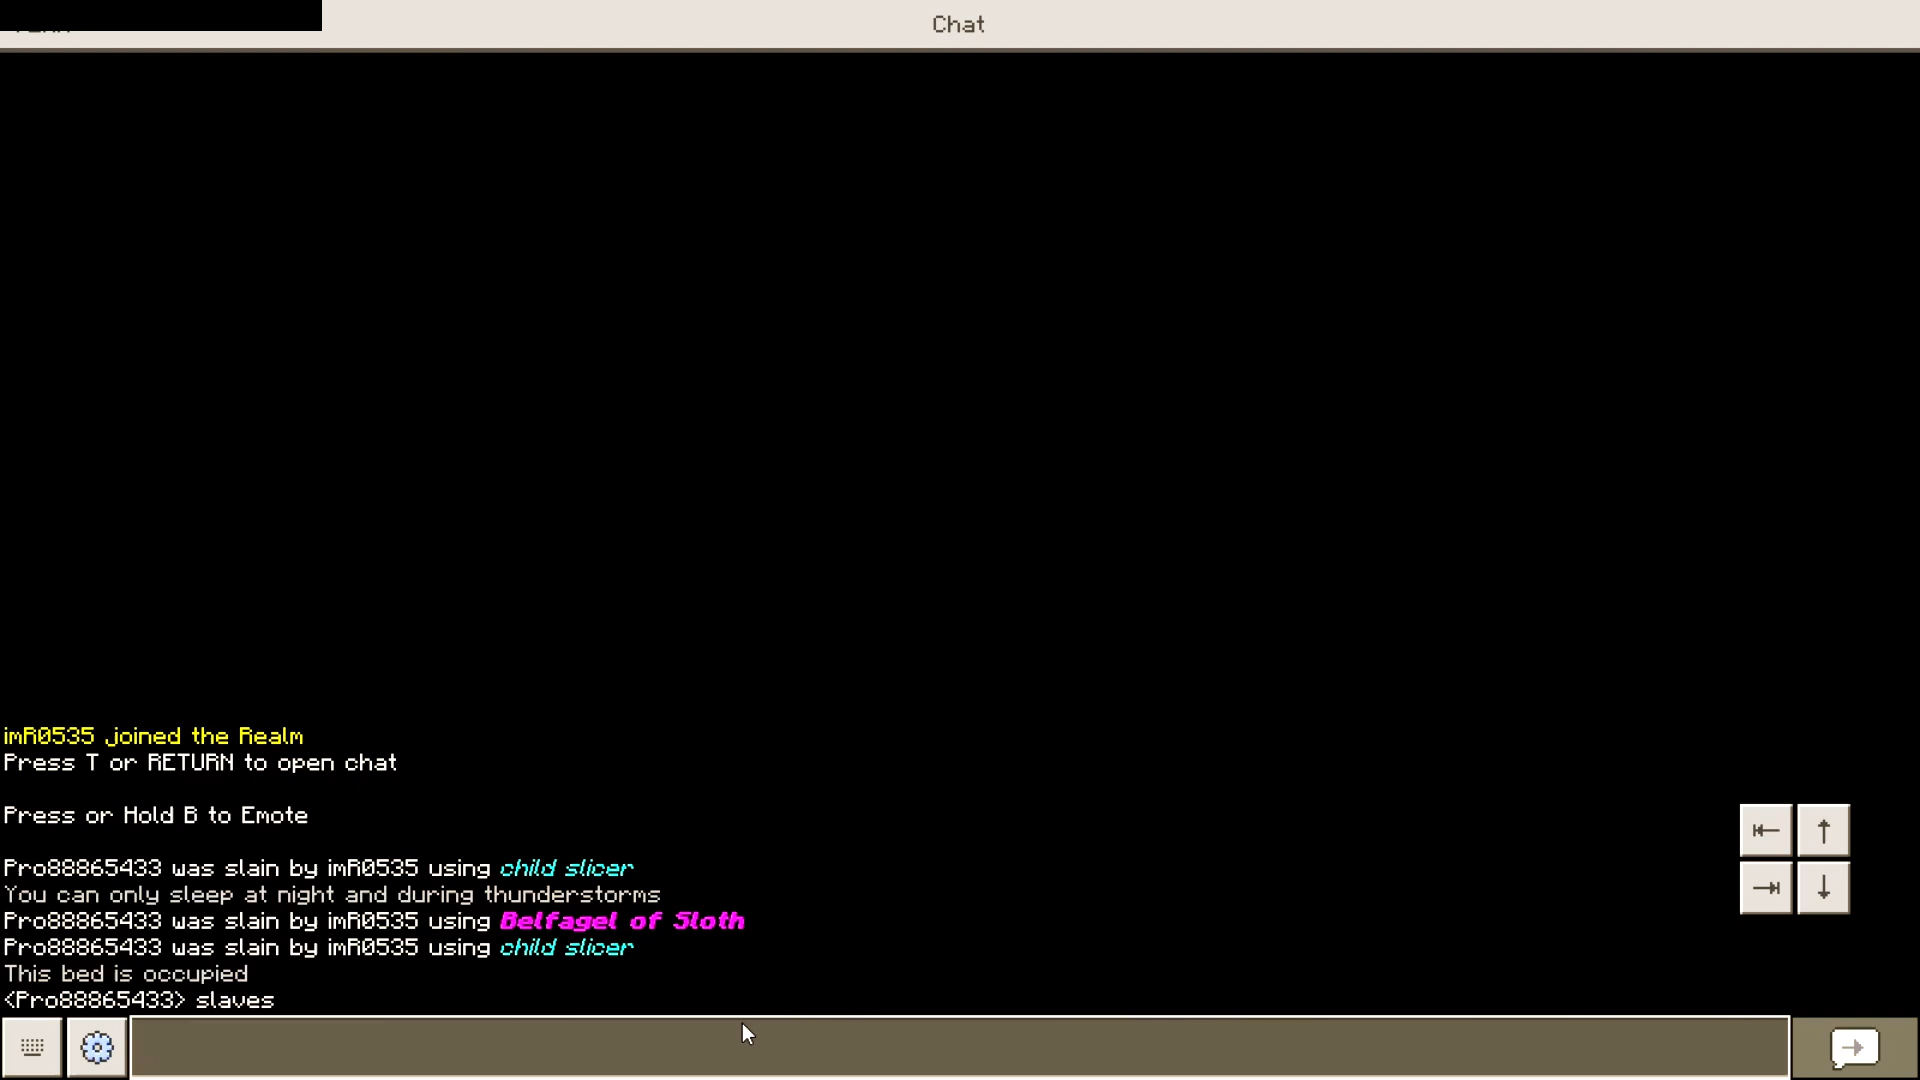 Chat
imR0535 joined the Realm
Press T or RETURN to open chat
Press or Hold B to Emote
Pro88865433 was slain by imR0535 using child slicer
You can only sleep at night and during thunderstorms
Pro88865433 was slain by imR0535 using Belfagel of Sloth
Pro88865433 was slain by imR0535 using child slicer
This bed is occupied
<Pro88865433> slaves